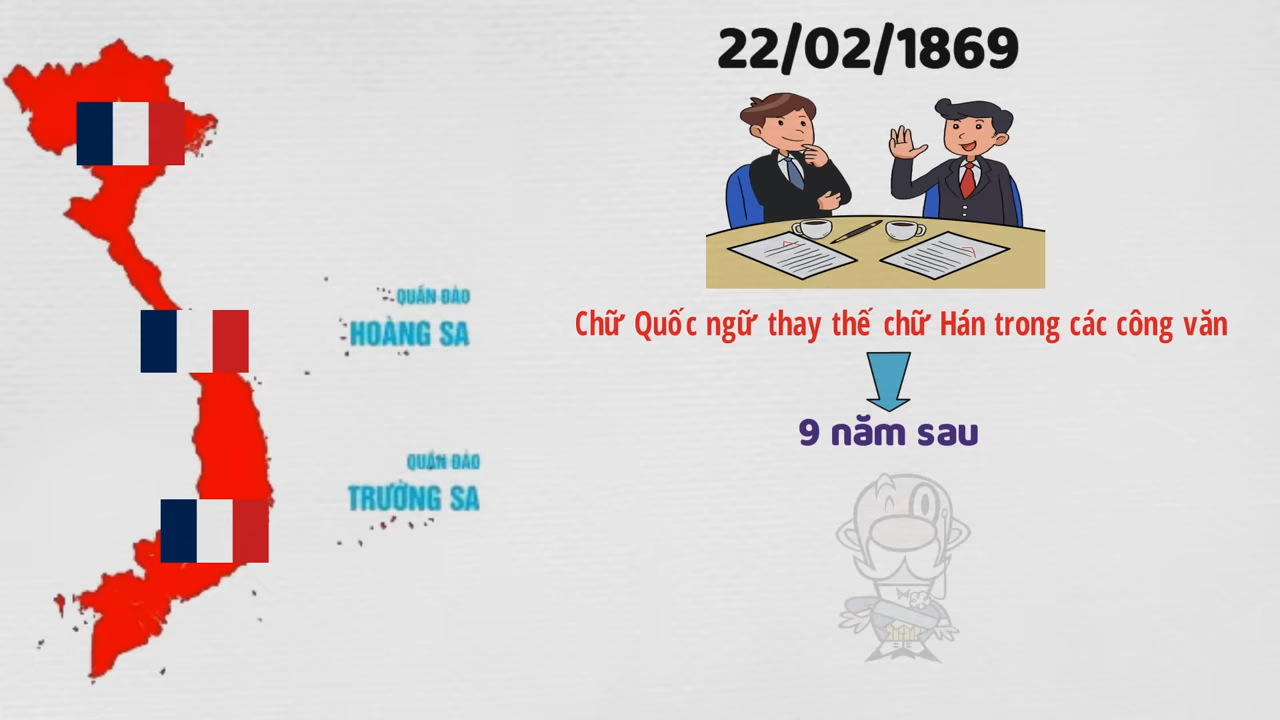 22/02/1869
Chữ Quốc ngữ thay thế chữ Hán trong các công văn
9 năm sau
QUẦN ĐẢO
HOÀNG SA
QUẦN ĐẢO
TRƯỜNG SA